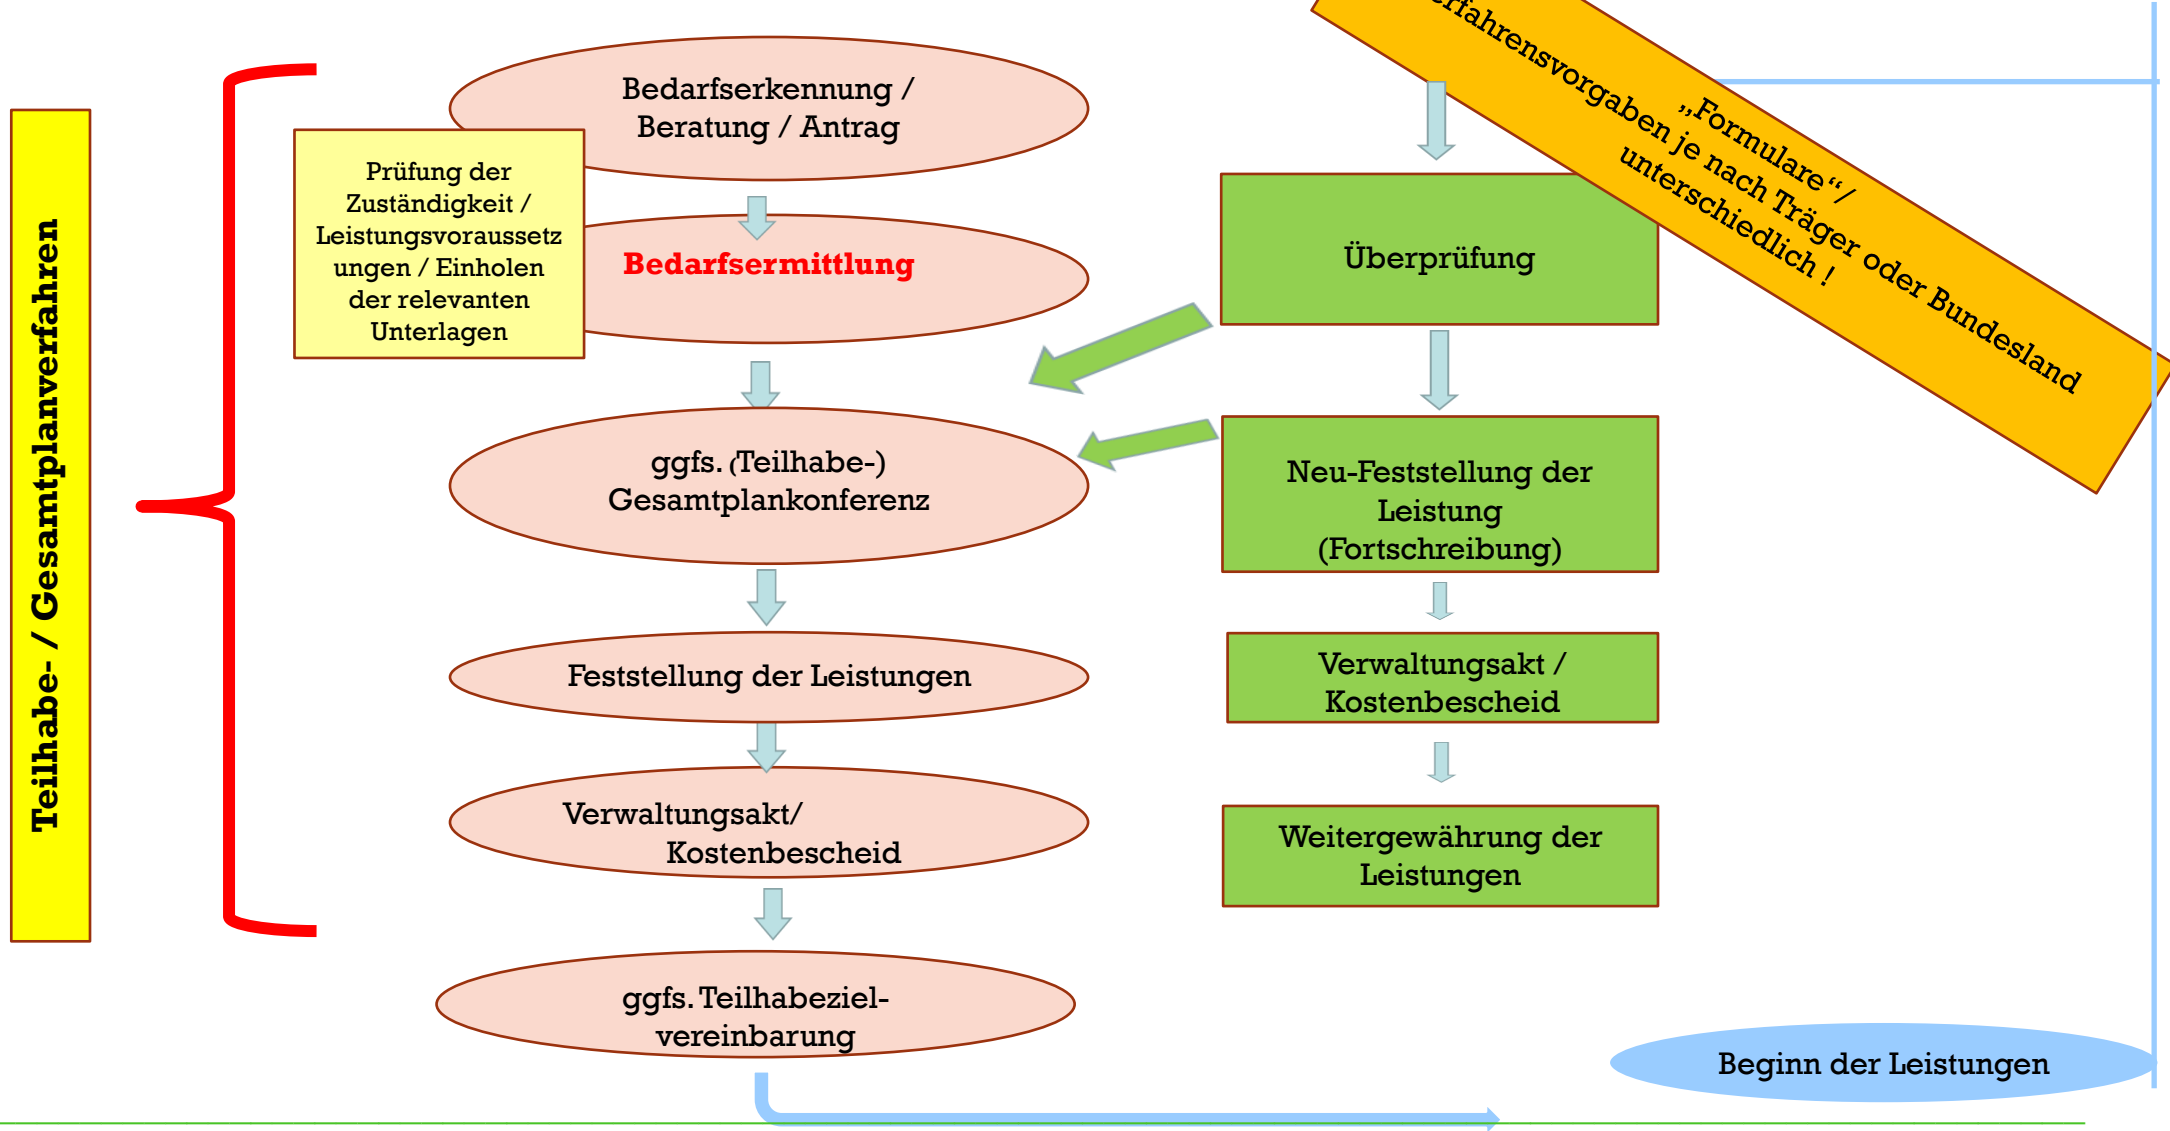 Teilhabe- / Gesamtplanverfahren
Bedarfserkennung /
Beratung / Antrag
Prüfung der
Zuständigkeit /
Leistungsvoraussetz
ungen / Einholen
der relevanten
Unterlagen
Bedarfsermittlung
ggfs. (Teilhabe-)
Gesamtplankonferenz
Feststellung der Leistungen
Verwaltungsakt/
Kostenbescheid
ggfs. Teilhabeziel-
vereinbarung
„Formulare“/
erfahrensvorgaben je nach Träger oder Bundesland
unterschiedlich !
Überprüfung
Neu-Feststellung der
Leistung
(Fortschreibung)
Verwaltungsakt /
Kostenbescheid
Weitergewährung der
Leistungen
Beginn der Leistungen